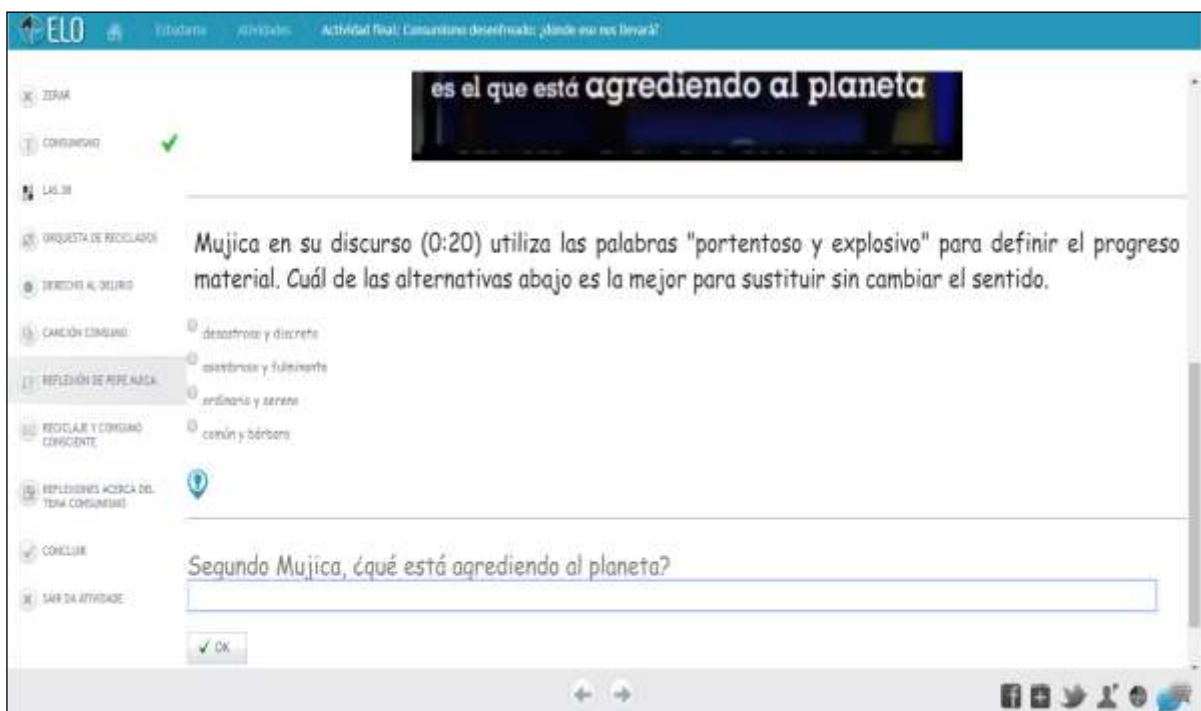 ELO Estudiante Atividades Actividad final: Consumismo desenfreado: ¿dónde eso nos llevará?
es el que está agrediendo al planeta
ZERAR
CONSUMISMO
LAS 3R
ORQUESTA DE RECICLADOS
DERECHO AL DELIRIO
CANCIÓN CONSUMO
REFLEXIÓN DE PEPE MUJICA
RECICLAJE Y CONSUMO
CONSCIENTE
REFLEXIONES ACERCA DEL
TEMA CONSUMISMO
CONCLUIR
SAIR DA ATIVIDADE
Mujica en su discurso (0:20) utiliza las palabras "portentoso y explosivo" para definir el progreso
material. Cuál de las alternativas abajo es la mejor para sustituir sin cambiar el sentido.
desastroso y discreto
asombroso y fulminante
ordinario y sereno
común y bárbaro
Segundo Mujica, ¿qué está agrediendo al planeta?
OK